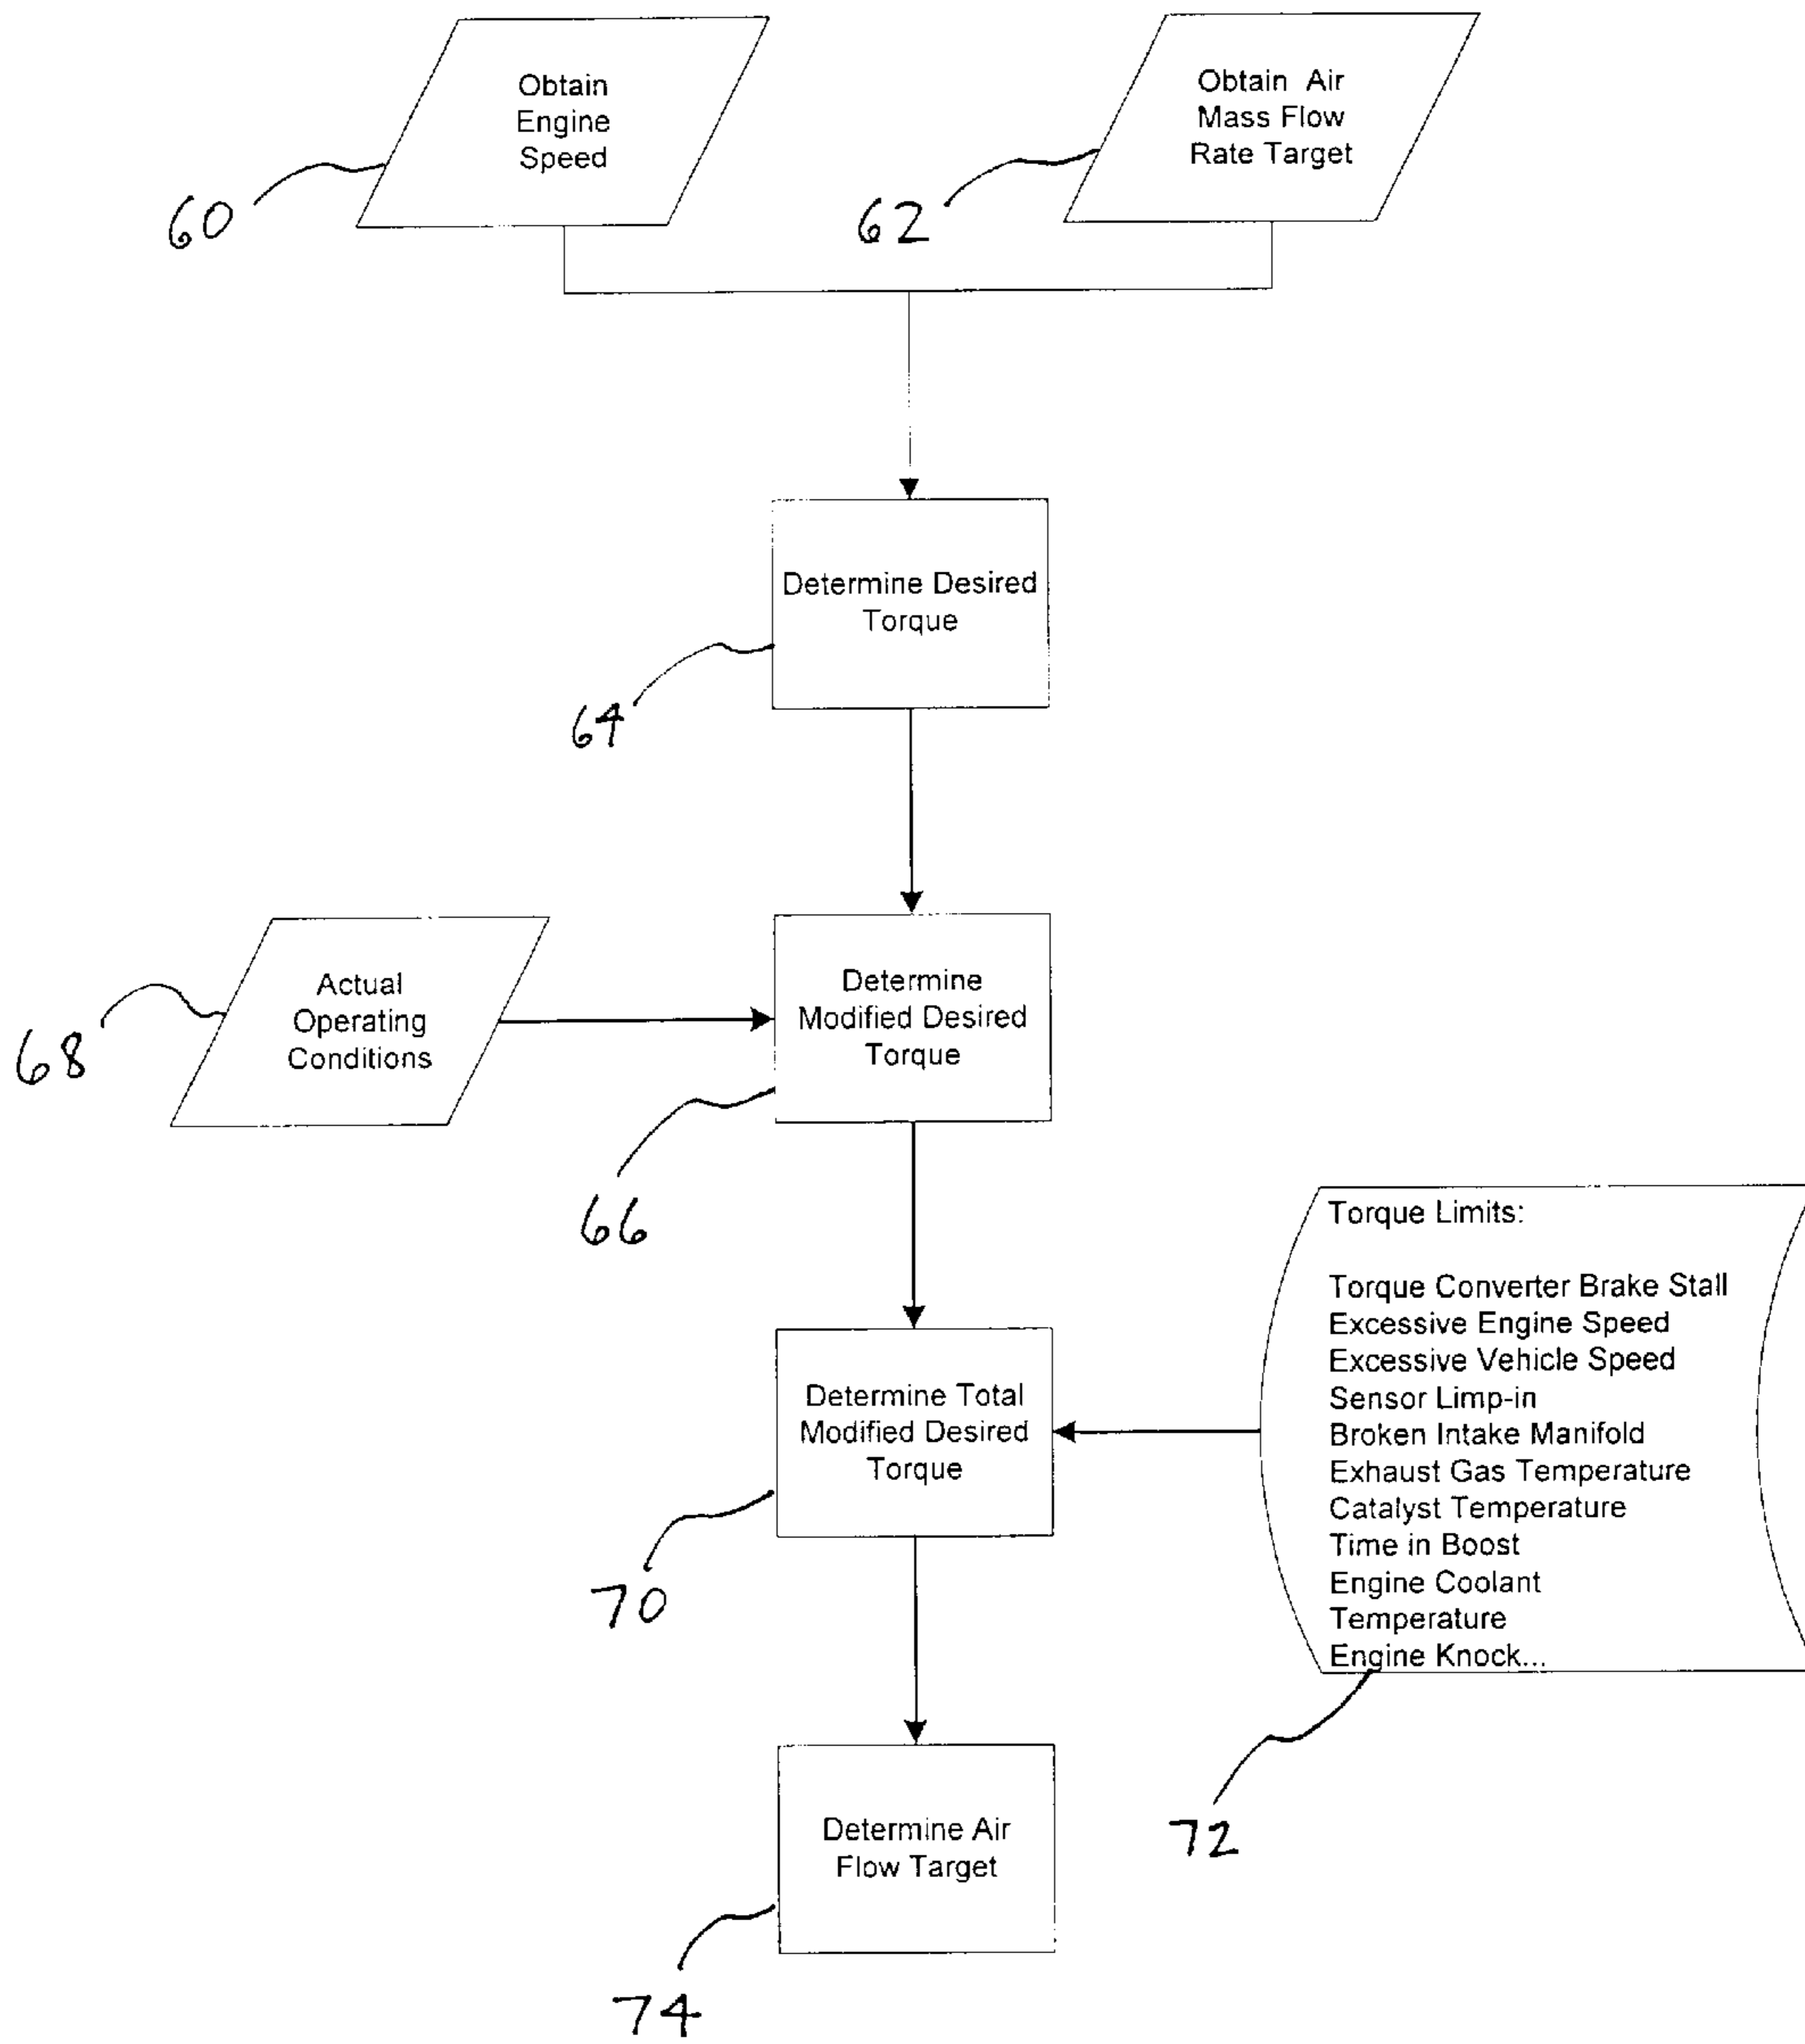 Obtain
Engine
Speed
60
Obtain Air
Mass Flow
Rate Target
62
Determine Desired
Torque
64
Actual
Operating
Conditions
68
Determine
Modified Desired
Torque
66
Torque Limits:
Torque Converter Brake Stall
Excessive Engine Speed
Excessive Vehicle Speed
Sensor Limp-in
Broken Intake Manifold
Exhaust Gas Temperature
Catalyst Temperature
Time in Boost
Engine Coolant
Temperature
Engine Knock...
72
Determine Total
Modified Desired
Torque
70
Determine Air
Flow Target
74